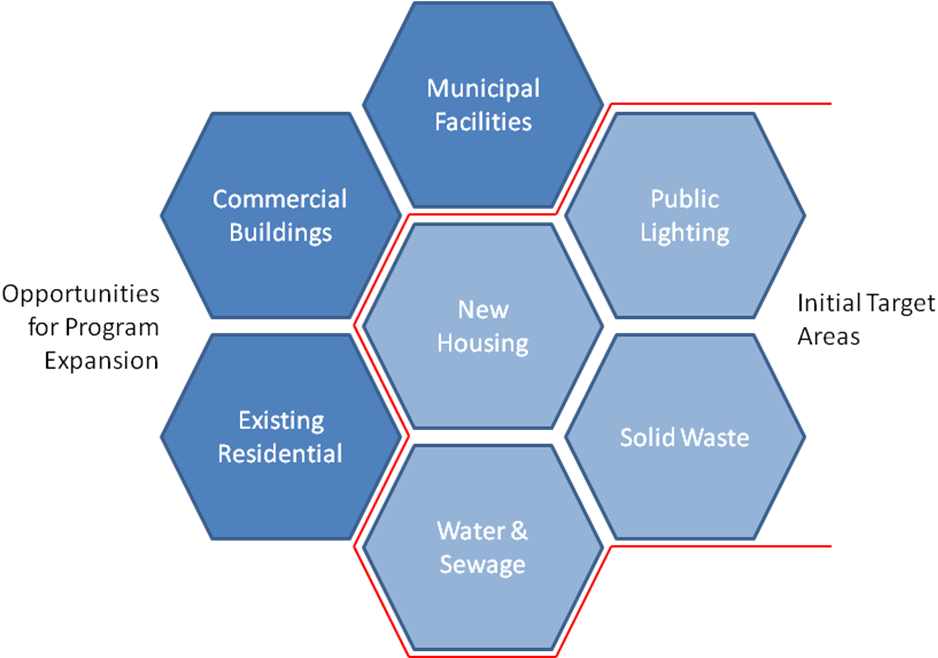 Municipal
Facilities
Commercial
Buildings
Public
Lighting
Opportunities
for Program
Expansion
New
Housing
Initial Target
Areas
Existing
Residential
Solid Waste
Water &
Sewage